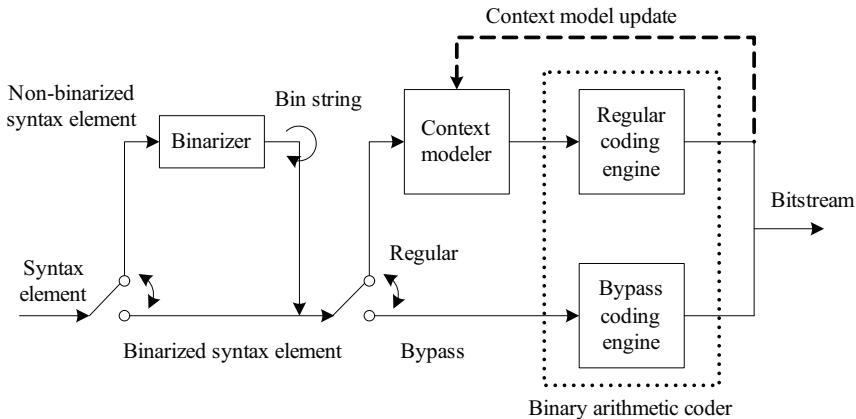 Context model update
Non-binarized
syntax element
Bin string
Binarizer
Context
modeler
Regular
coding
engine
Bitstream
Syntax
element
Regular
Bypass
coding
engine
Binarized syntax element
Bypass
Binary arithmetic coder